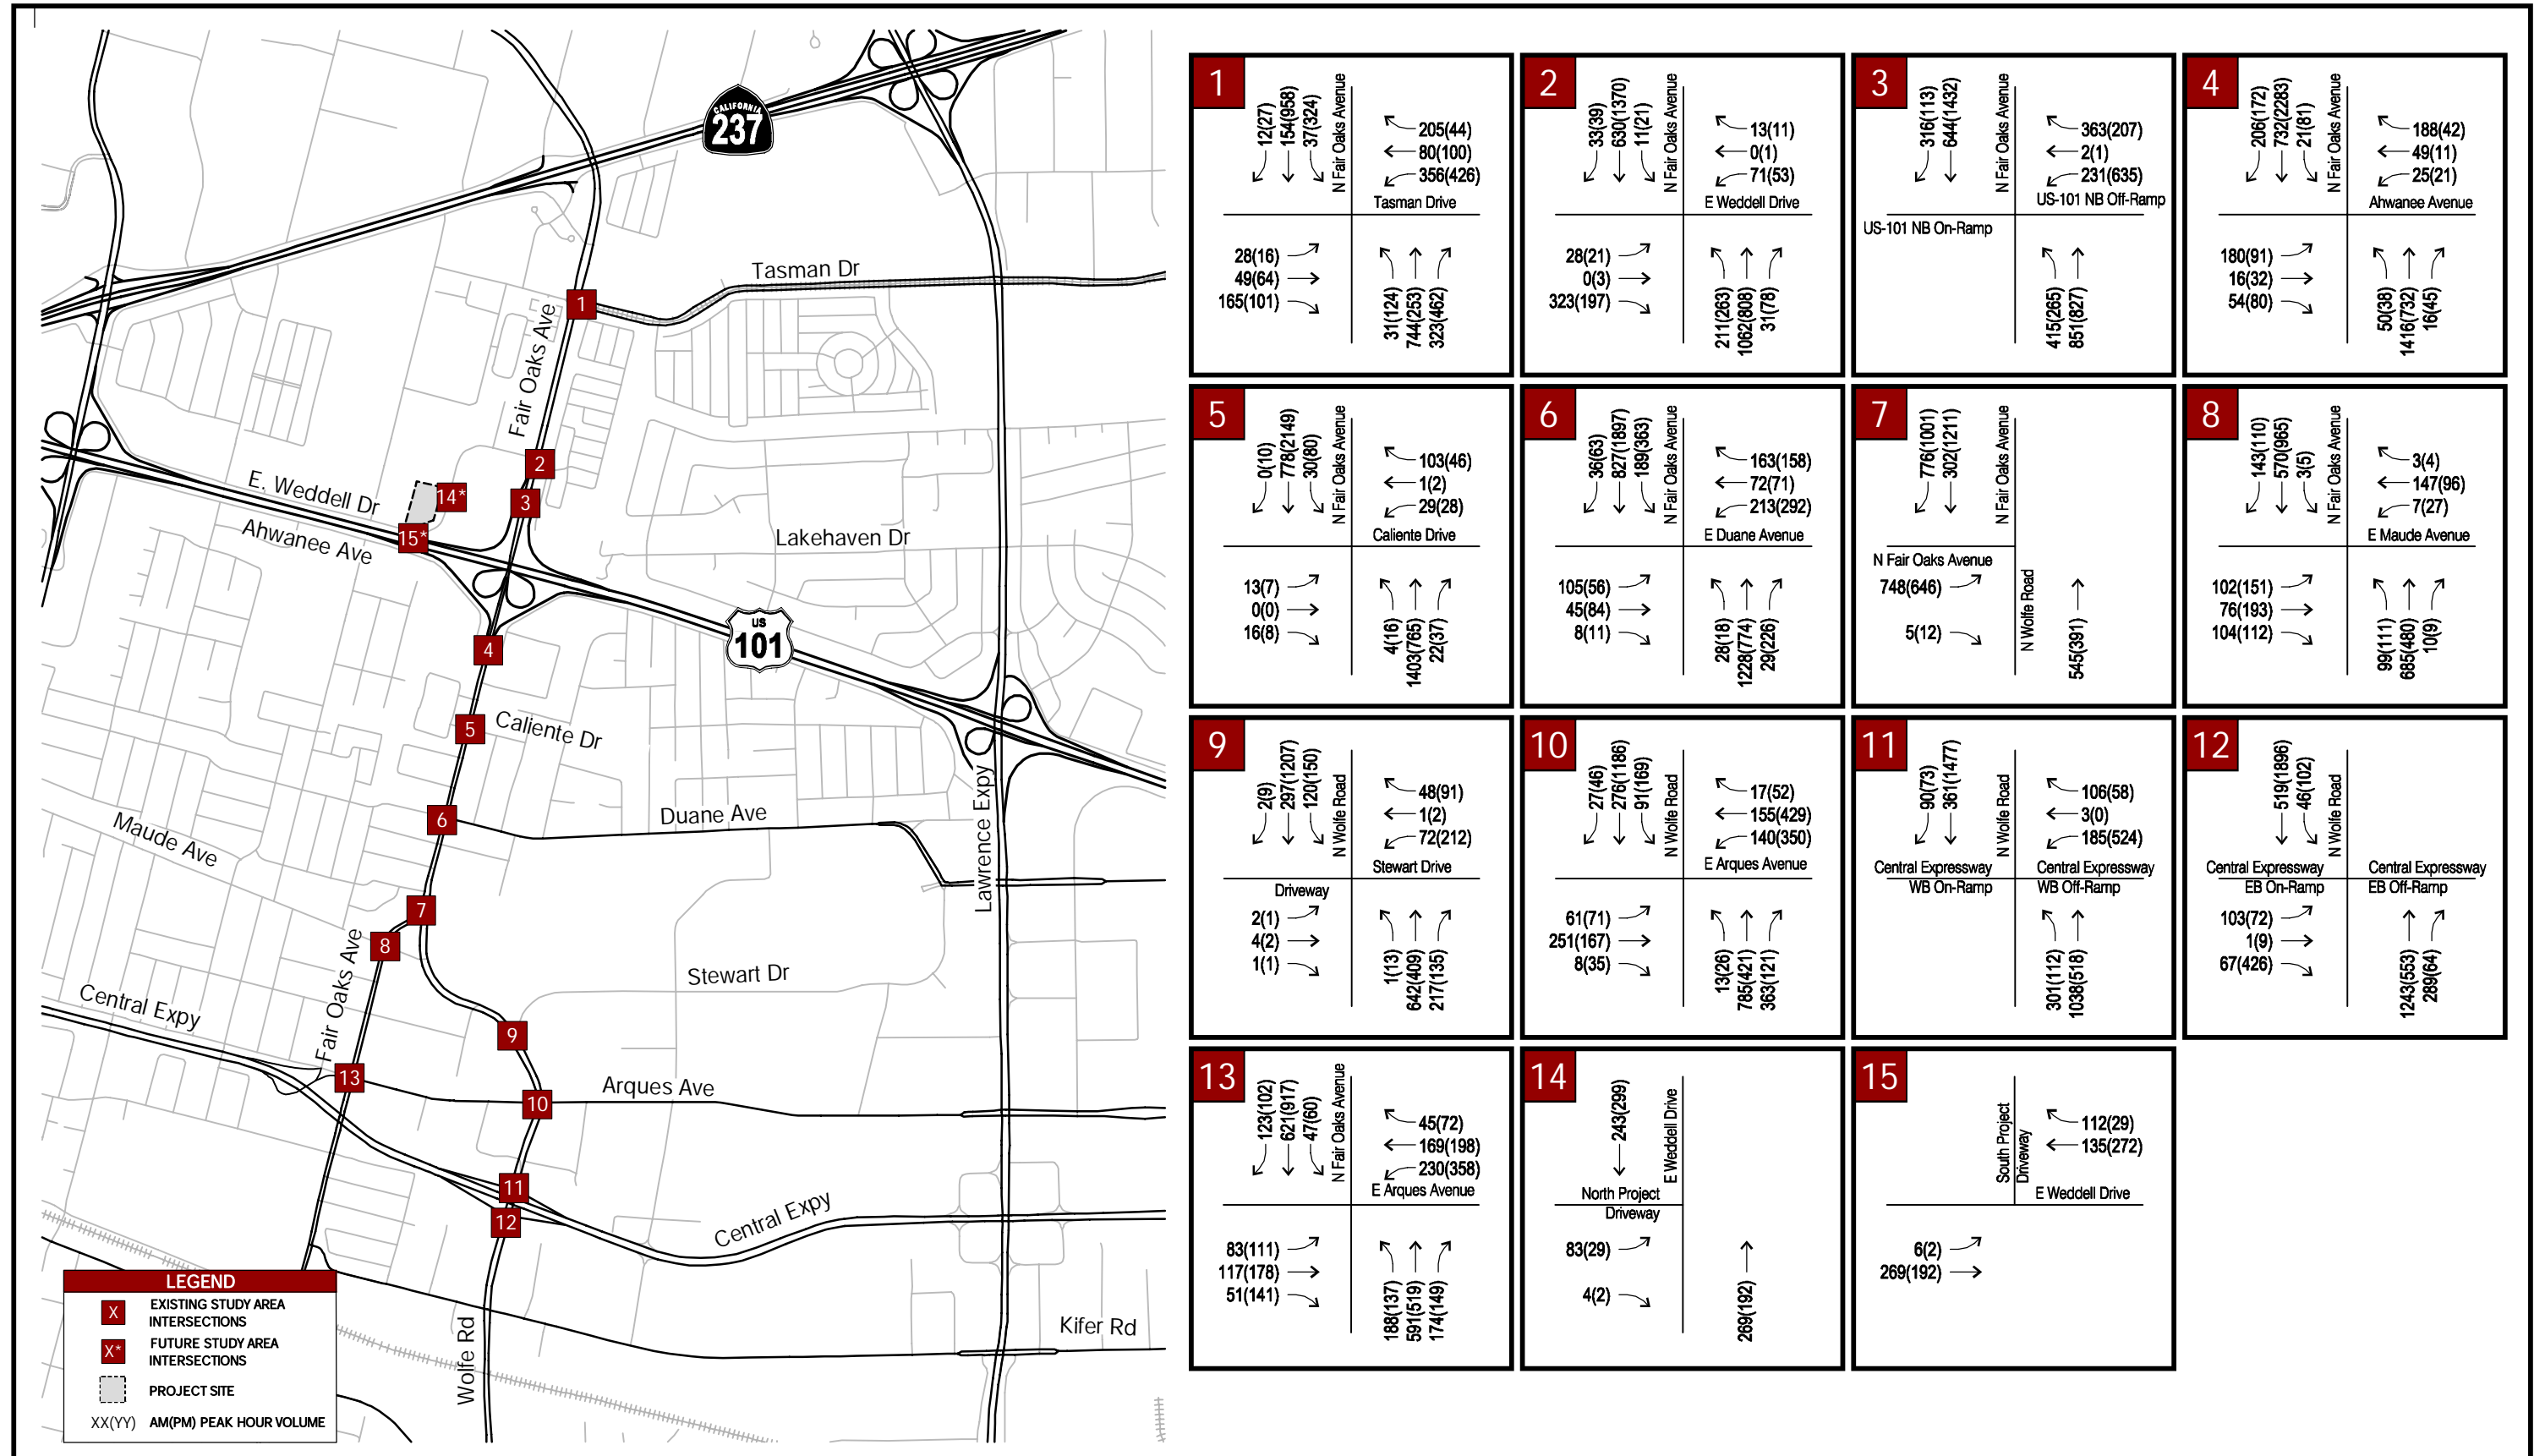 CALIFORNIA
237
Tasman Dr
1
Fair Oaks Ave
2
E. Weddell Dr
14*
3
15*
Ahwanee Ave
Lakehaven Dr
US
101
4
5
Caliente Dr
Lawrence Expy
6
Duane Ave
Maude Ave
7
8
Fair Oaks Ave
Stewart Dr
Central Expy
9
13
10
Arques Ave
11
12
Central Expy
Wolfe Rd
Kifer Rd
LEGEND
X
EXISTING STUDY AREA
INTERSECTIONS
X*
FUTURE STUDY AREA
INTERSECTIONS
PROJECT SITE
XX(YY)
AM(PM) PEAK HOUR VOLUME
1
12(27)
154(958)
37(324)
N Fair Oaks Avenue
205(44)
80(100)
356(426)
Tasman Drive
28(16)
49(64)
165(101)
31(124)
744(253)
323(462)
2
33(39)
630(1370)
11(21)
N Fair Oaks Avenue
13(11)
0(1)
71(53)
E Weddell Drive
28(21)
0(3)
323(197)
211(263)
1062(808)
31(78)
3
316(113)
644(1432)
N Fair Oaks Avenue
363(207)
2(1)
231(635)
US-101 NB Off-Ramp
US-101 NB On-Ramp
415(265)
851(827)
4
206(172)
732(2283)
21(81)
N Fair Oaks Avenue
188(42)
49(11)
25(21)
Ahwanee Avenue
180(91)
16(32)
54(80)
50(38)
1416(732)
16(45)
5
0(10)
778(2149)
30(80)
N Fair Oaks Avenue
103(46)
1(2)
29(28)
Caliente Drive
13(7)
0(0)
16(8)
4(16)
1403(765)
22(37)
6
36(63)
827(1897)
189(363)
N Fair Oaks Avenue
163(158)
72(71)
213(292)
E Duane Avenue
105(56)
45(84)
8(11)
28(18)
1228(774)
29(226)
7
776(1001)
302(1211)
N Fair Oaks Avenue
N Fair Oaks Avenue
748(646)
5(12)
N Wolfe Road
545(391)
8
143(110)
570(965)
3(5)
N Fair Oaks Avenue
3(4)
147(96)
7(27)
E Maude Avenue
102(151)
76(193)
104(112)
99(111)
685(480)
10(9)
9
2(9)
297(1207)
120(150)
N Wolfe Road
48(91)
1(2)
72(212)
Stewart Drive
Driveway
2(1)
4(2)
1(1)
1(13)
642(409)
217(135)
10
27(46)
276(1186)
91(169)
N Wolfe Road
17(52)
155(429)
140(350)
E Arques Avenue
61(71)
251(167)
8(35)
13(26)
785(421)
363(121)
11
90(73)
361(1477)
N Wolfe Road
106(58)
3(0)
185(524)
Central Expressway
WB On-Ramp
Central Expressway
WB Off-Ramp
301(112)
1038(518)
12
519(1896)
46(102)
N Wolfe Road
Central Expressway
EB On-Ramp
Central Expressway
EB Off-Ramp
103(72)
1(9)
67(426)
1243(553)
289(64)
13
123(102)
621(917)
47(60)
N Fair Oaks Avenue
45(72)
169(198)
230(358)
E Arques Avenue
83(111)
117(178)
51(141)
188(137)
591(519)
174(149)
14
243(299)
E Weddell Drive
North Project
Driveway
83(29)
4(2)
269(192)
15
South Project
Driveway
112(29)
135(272)
E Weddell Drive
6(2)
269(192)